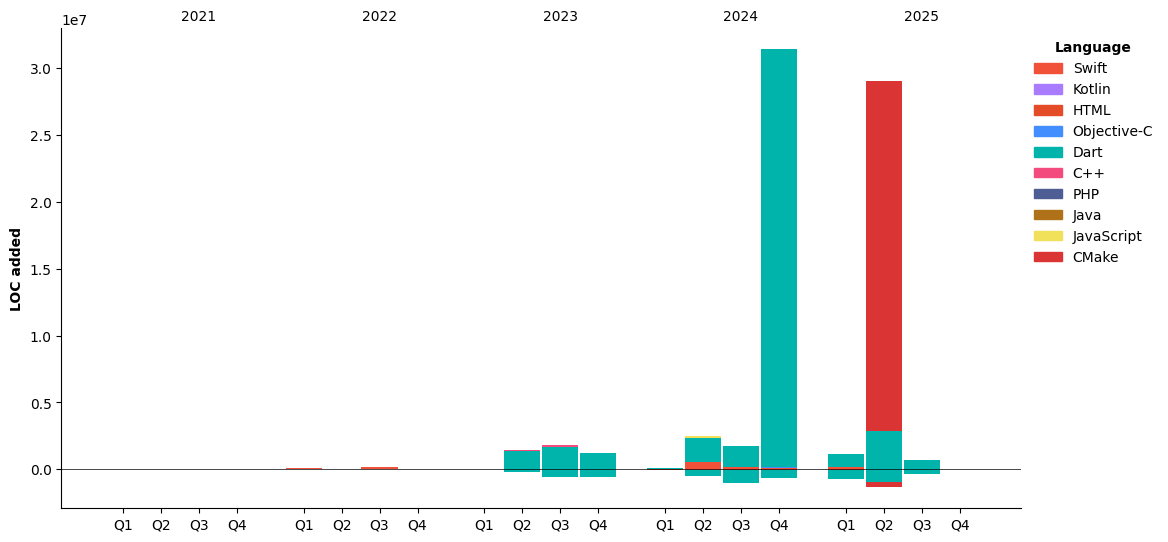 2021 2022 2023 2024 2025
1e7
Language
Swift
Kotlin
HTML
Objective-C
Dart
C++
PHP
Java
JavaScript
CMake
LOC added
3.0
2.5
2.0
1.5
1.0
0.5
0.0
Q1 Q2 Q3 Q4 Q1 Q2 Q3 Q4 Q1 Q2 Q3 Q4 Q1 Q2 Q3 Q4 Q1 Q2 Q3 Q4